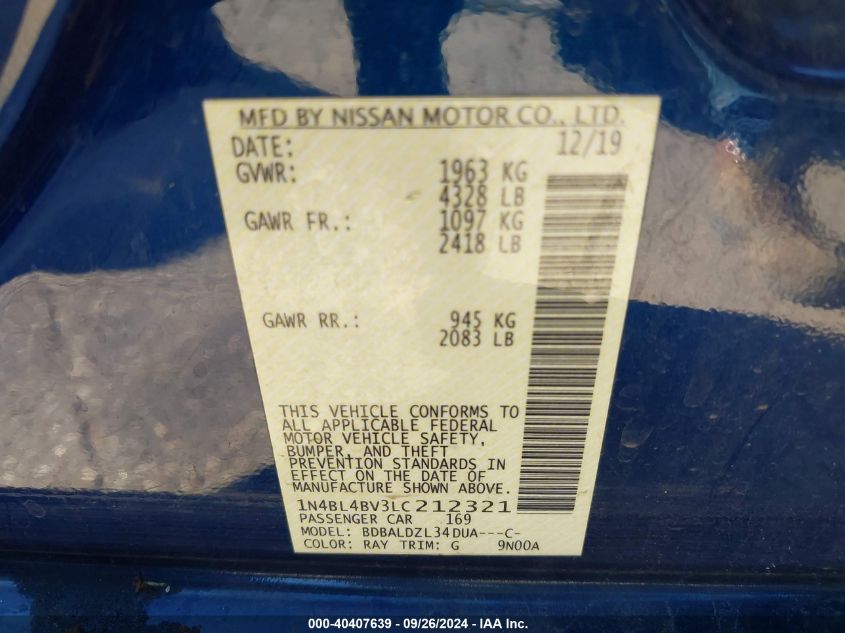 MFD BY NISSAN MOTOR CO., LTD.
DATE: 12/19
GVWR: 1963 KG
4328 LB
GAWR FR.: 1097 KG
2418 LB
GAWR RR.: 945 KG
2083 LB
THIS VEHICLE CONFORMS TO
ALL APPLICABLE FEDERAL
MOTOR VEHICLE SAFETY,
BUMPER, AND THEFT
PREVENTION STANDARDS IN
EFFECT ON THE DATE OF
MANUFACTURE SHOWN ABOVE.
1N4BL4BV3LC212321
PASSENGER CAR 169
MODEL: BDBALDZL34DUA---C-
COLOR: RAY TRIM: G 9N00A
000-40407639 - 09/26/2024 - IAA Inc.